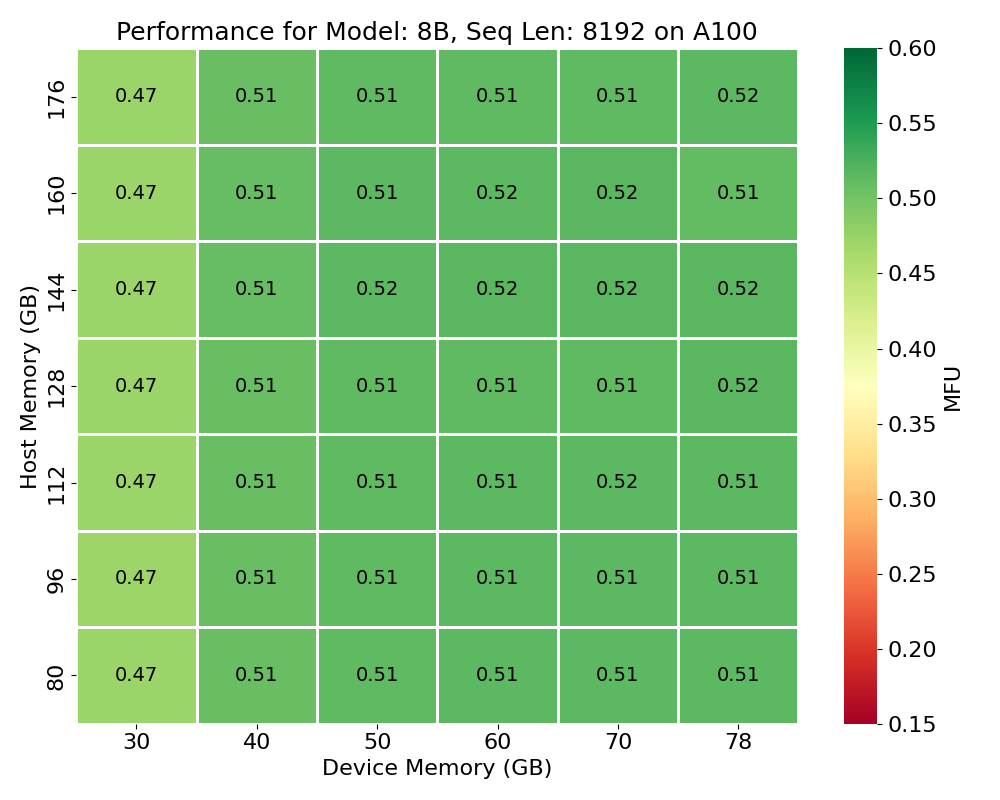 Performance for Model: 8B, Seq Len: 8192 on A100
176 0.47 0.51 0.51 0.51 0.51 0.52
160 0.47 0.51 0.51 0.52 0.52 0.51
144 0.47 0.51 0.52 0.52 0.52 0.52
128 0.47 0.51 0.51 0.51 0.51 0.52
112 0.47 0.51 0.51 0.51 0.52 0.51
96 0.47 0.51 0.51 0.51 0.51 0.51
80 0.47 0.51 0.51 0.51 0.51 0.51
30 40 50 60 70 78
Device Memory (GB)
Host Memory (GB)
0.60
0.55
0.50
0.45
0.40
0.35
0.30
0.25
0.20
0.15
MFU